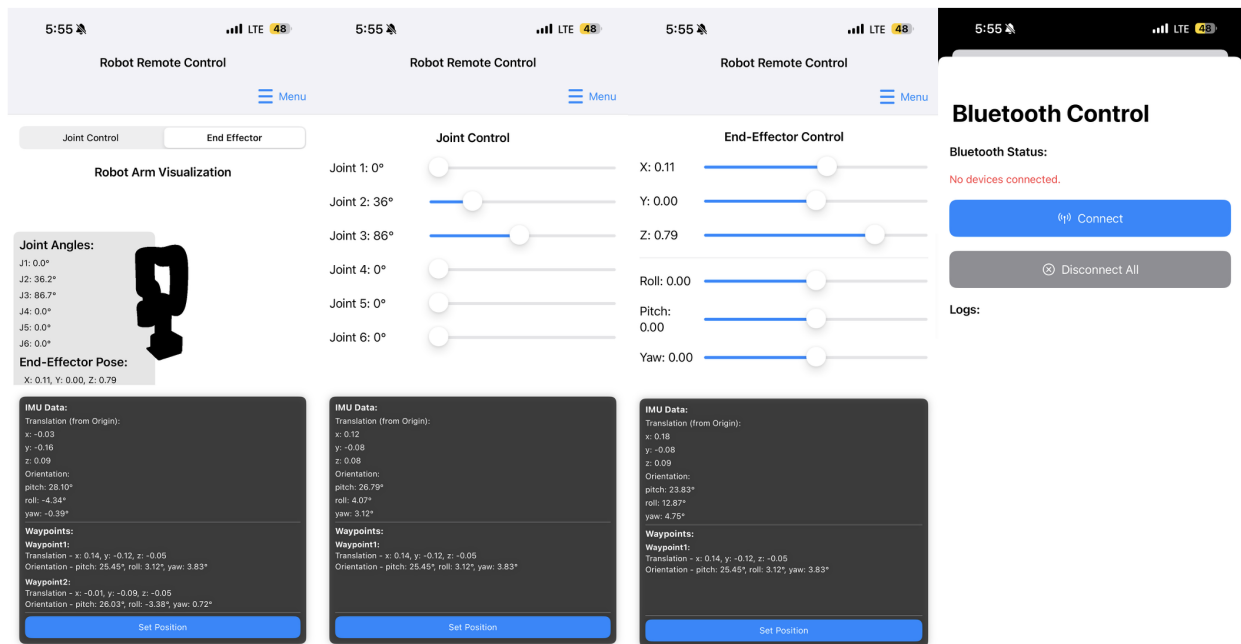 5:55
LTE 48
Robot Remote Control
Menu
Joint Control
End Effector
Robot Arm Visualization
Joint Angles:
J1: 0.0°
J2: 36.2°
J3: 86.7°
J4: 0.0°
J5: 0.0°
J6: 0.0°
End-Effector Pose:
X: 0.11, Y: 0.00, Z: 0.79
IMU Data:
Translation (from Origin):
x: -0.03
y: -0.16
z: 0.09
Orientation:
pitch: 28.10°
roll: -4.34°
yaw: -0.39°
Waypoints:
Waypoint1:
Translation - x: 0.14, y: -0.12, z: -0.05
Orientation - pitch: 25.45°, roll: 3.12°, yaw: 3.83°
Waypoint2:
Translation - x: -0.01, y: -0.09, z: -0.05
Orientation - pitch: 26.03°, roll: -3.38°, yaw: 0.72°
Set Position
5:55
LTE 48
Robot Remote Control
Menu
Joint Control
Joint 1: 0°
Joint 2: 36°
Joint 3: 86°
Joint 4: 0°
Joint 5: 0°
Joint 6: 0°
IMU Data:
Translation (from Origin):
x: 0.12
y: -0.08
z: 0.08
Orientation:
pitch: 26.79°
roll: 4.07°
yaw: 3.12°
Waypoints:
Waypoint1:
Translation - x: 0.14, y: -0.12, z: -0.05
Orientation - pitch: 25.45°, roll: 3.12°, yaw: 3.83°
Set Position
5:55
LTE 48
Robot Remote Control
Menu
End-Effector Control
X: 0.11
Y: 0.00
Z: 0.79
Roll: 0.00
Pitch:
0.00
Yaw: 0.00
IMU Data:
Translation (from Origin):
x: 0.18
y: -0.08
z: 0.09
Orientation:
pitch: 23.83°
roll: 12.87°
yaw: 4.75°
Waypoints:
Waypoint1:
Translation - x: 0.14, y: -0.12, z: -0.05
Orientation - pitch: 25.45°, roll: 3.12°, yaw: 3.83°
Set Position
5:55
LTE 48
Bluetooth Control
Bluetooth Status:
No devices connected.
Connect
Disconnect All
Logs: